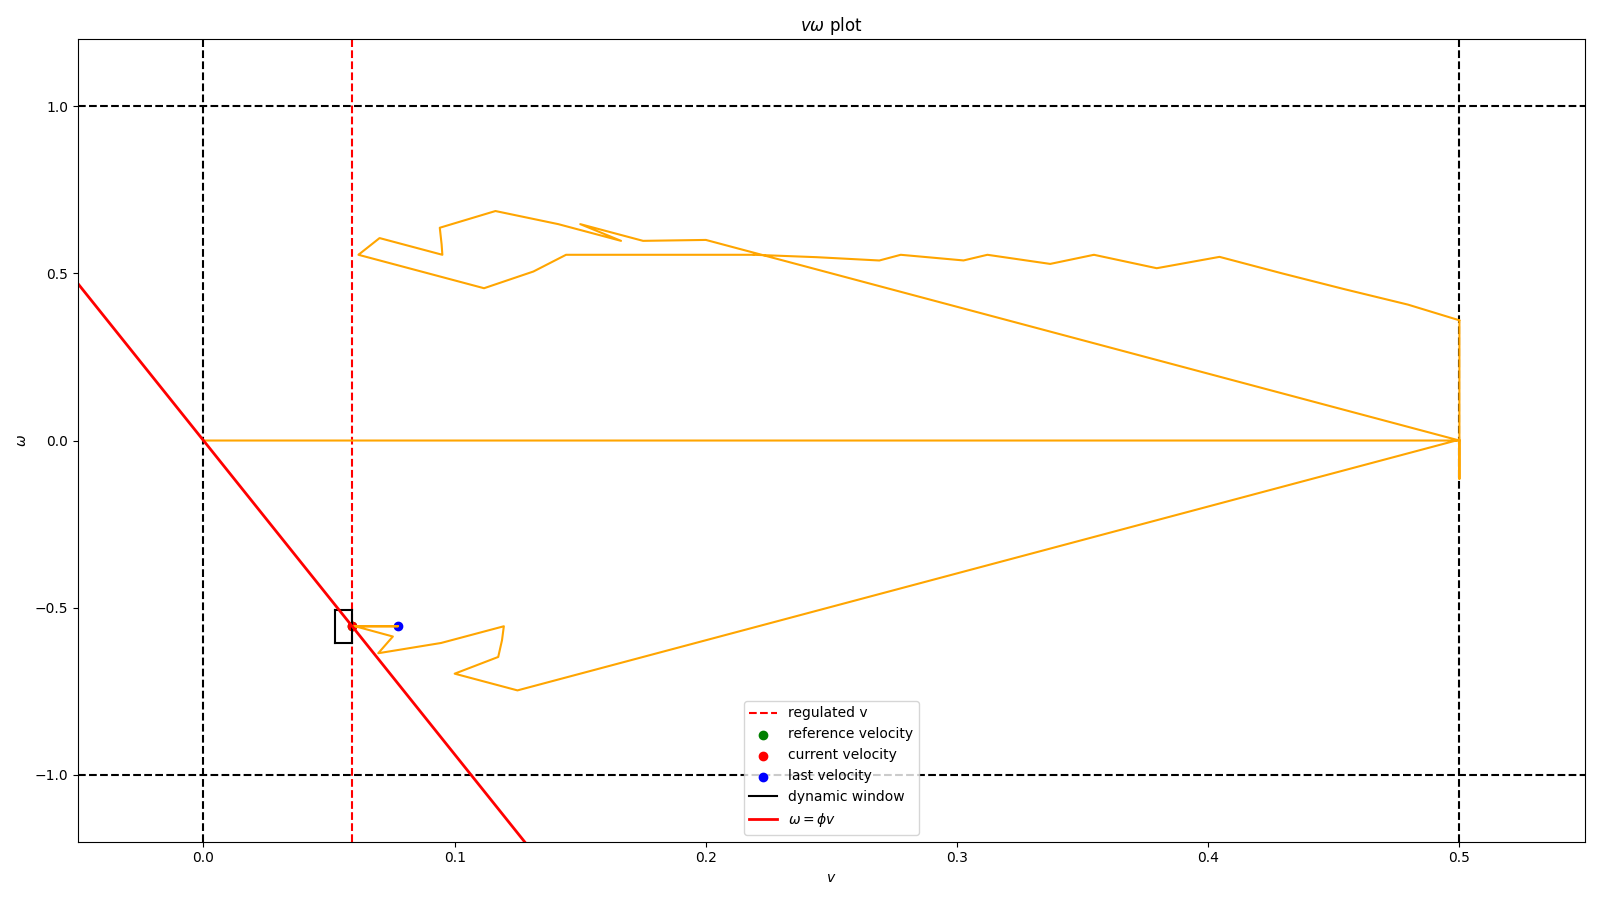 vω plot
1.0
0.5
0.0
−0.5
−1.0
ω
0.0 0.1 0.2 0.3 0.4 0.5
v
regulated v
reference velocity
current velocity
last velocity
dynamic window
ω = ϕv